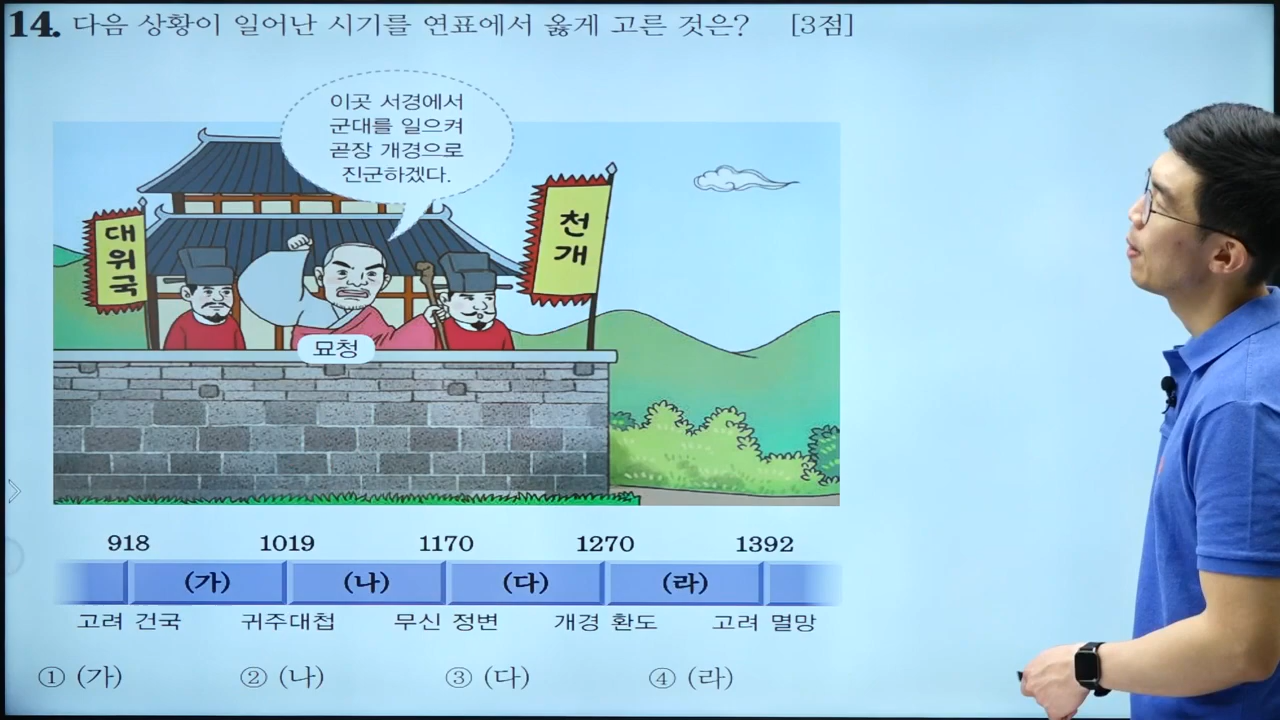 14. 다음 상황이 일어난 시기를 연표에서 옳게 고른 것은? [3점]
이곳 서경에서
군대를 일으켜
곧장 개경으로
진군하겠다.
대위국
천개
묘청
918 1019 1170 1270 1392
(가) (나) (다) (라)
고려 건국 귀주대첩 무신 정변 개경 환도 고려 멸망
① (가) ② (나) ③ (다) ④ (라)